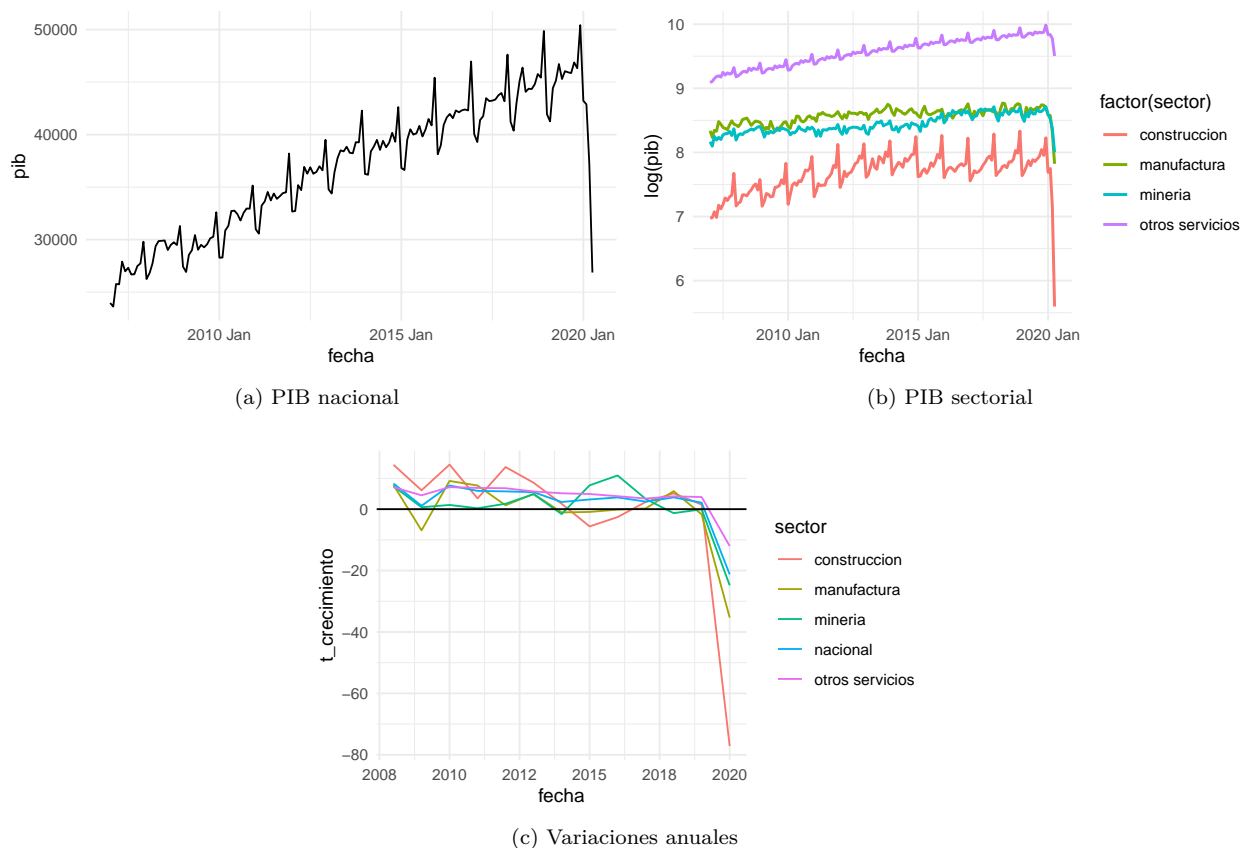 50000
40000
30000
pib
2010 Jan
2015 Jan
2020 Jan
fecha
(a) PIB nacional
10
9
8
7
6
log(pib)
2010 Jan
2015 Jan
2020 Jan
fecha
factor(sector)
construccion
manufactura
mineria
otros servicios
(b) PIB sectorial
0
−20
−40
−60
−80
t_crecimiento
2008
2010
2012
2015
2018
2020
fecha
sector
construccion
manufactura
mineria
nacional
otros servicios
(c) Variaciones anuales